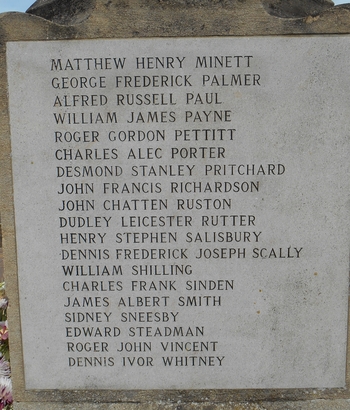 MATTHEW HENRY MINETT
GEORGE FREDERICK PALMER
ALFRED RUSSELL PAUL
WILLIAM JAMES PAYNE
ROGER GORDON PETTITT
CHARLES ALEC PORTER
DESMOND STANLEY PRITCHARD
JOHN FRANCIS RICHARDSON
JOHN CHATTEN RUSTON
DUDLEY LEICESTER RUTTER
HENRY STEPHEN SALISBURY
DENNIS FREDERICK JOSEPH SCALLY
WILLIAM SHILLING
CHARLES FRANK SINDEN
JAMES ALBERT SMITH
SIDNEY SNEESBY
EDWARD STEADMAN
ROGER JOHN VINCENT
DENNIS IVOR WHITNEY